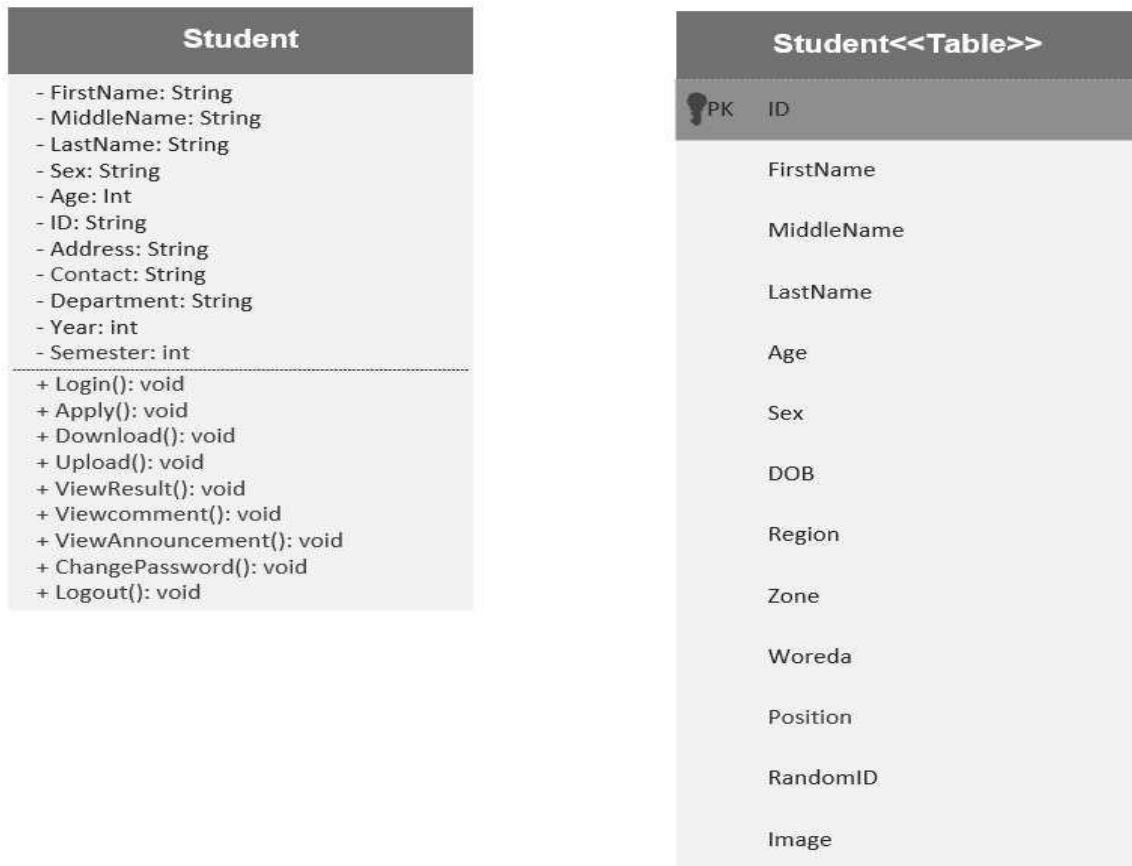 Student
- FirstName: String
- MiddleName: String
- LastName: String
- Sex: String
- Age: Int
- ID: String
- Address: String
- Contact: String
- Department: String
- Year: int
- Semester: int
+ Login(): void
+ Apply(): void
+ Download(): void
+ Upload(): void
+ ViewResult(): void
+ Viewcomment(): void
+ ViewAnnouncement(): void
+ ChangePassword(): void
+ Logout(): void
Student<<Table>>
PK ID
FirstName
MiddleName
LastName
Age
Sex
DOB
Region
Zone
Woreda
Position
RandomID
Image